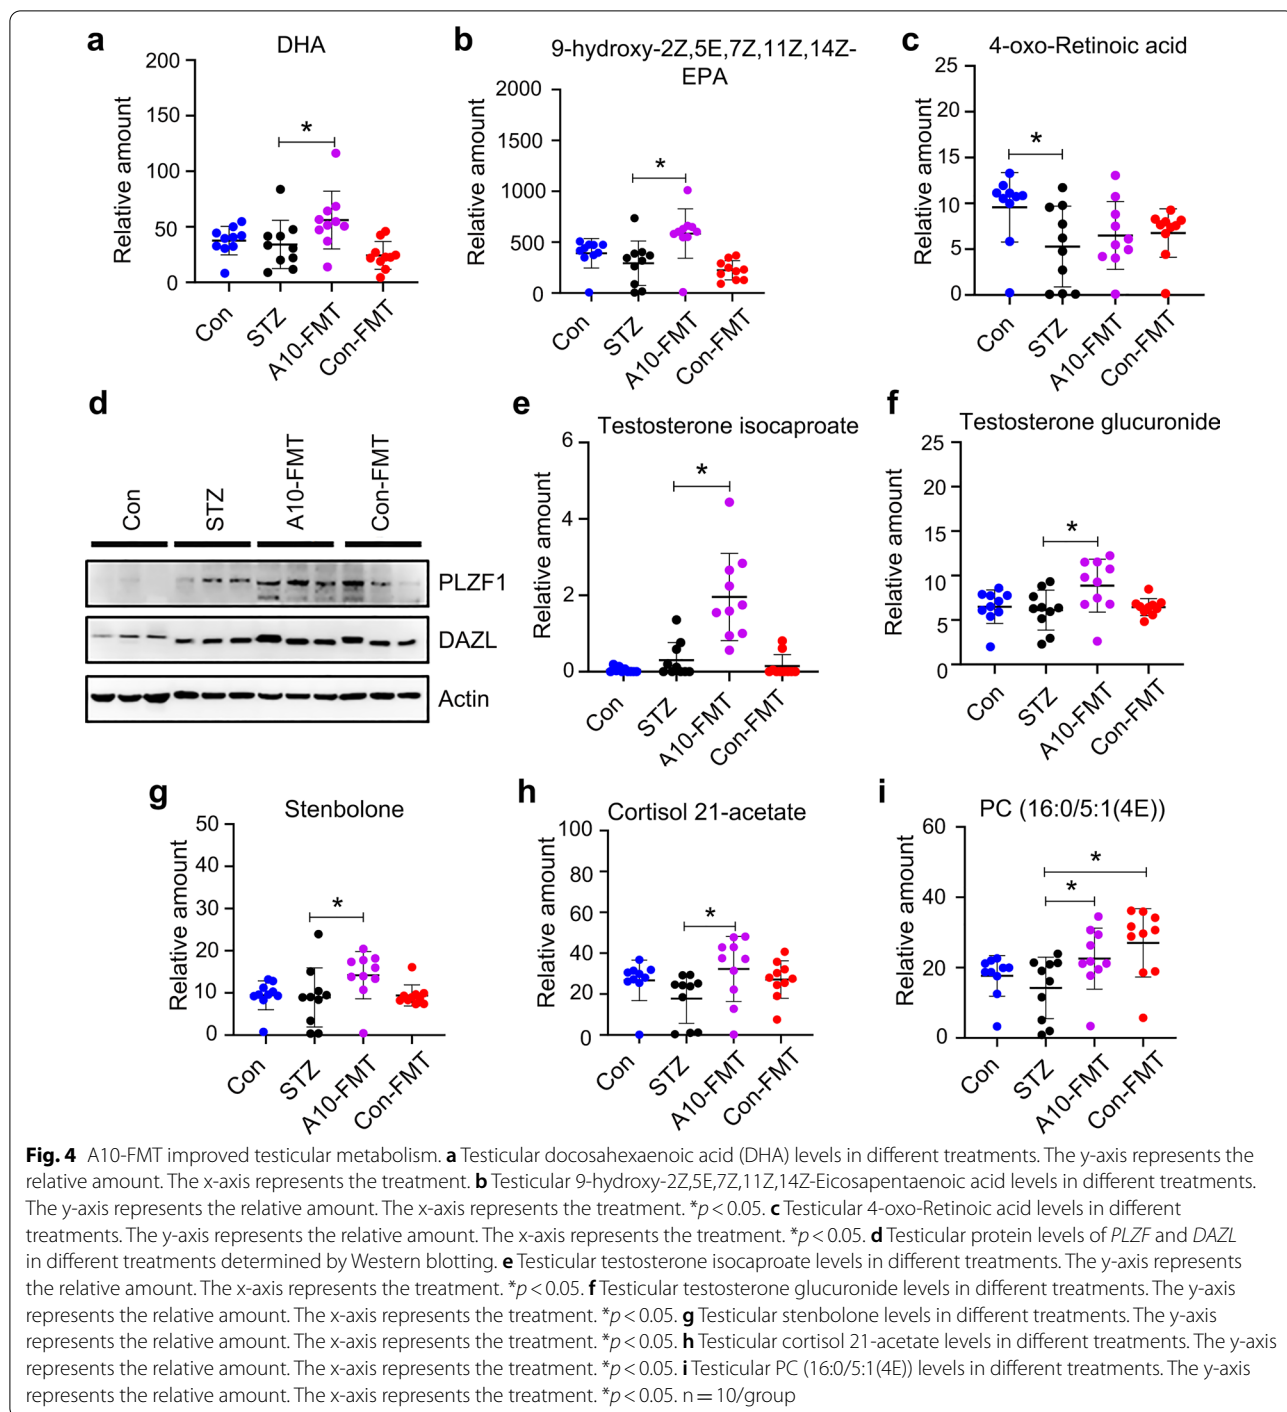 a
DHA
200
150
100
50
0
Relative amount
Con
STZ
A10-FMT
Con-FMT
*
b
9-hydroxy-2Z,5E,7Z,11Z,14Z-
EPA
2000
1500
1000
500
0
Relative amount
Con
STZ
A10-FMT
Con-FMT
*
c
4-oxo-Retinoic acid
25
20
15
10
5
0
Relative amount
Con
STZ
A10-FMT
Con-FMT
*
d
Con
STZ
A10-FMT
Con-FMT
PLZF1
DAZL
Actin
e
Testosterone isocaproate
6
4
2
0
Relative amount
Con
STZ
A10-FMT
Con-FMT
*
f
Testosterone glucuronide
25
20
15
10
5
0
Relative amount
Con
STZ
A10-FMT
Con-FMT
*
g
Stenbolone
50
40
30
20
10
0
Relative amount
Con
STZ
A10-FMT
Con-FMT
*
h
Cortisol 21-acetate
100
80
60
40
20
0
Relative amount
Con
STZ
A10-FMT
Con-FMT
*
i
PC (16:0/5:1(4E))
60
40
20
0
Relative amount
Con
STZ
A10-FMT
Con-FMT
*
*
Fig. 4 A10-FMT improved testicular metabolism. a Testicular docosahexaenoic acid (DHA) levels in different treatments. The y-axis represents the
relative amount. The x-axis represents the treatment. b Testicular 9-hydroxy-2Z,5E,7Z,11Z,14Z-Eicosapentaenoic acid levels in different treatments.
The y-axis represents the relative amount. The x-axis represents the treatment. *p < 0.05. c Testicular 4-oxo-Retinoic acid levels in different
treatments. The y-axis represents the relative amount. The x-axis represents the treatment. *p < 0.05. d Testicular protein levels of PLZF and DAZL
in different treatments determined by Western blotting. e Testicular testosterone isocaproate levels in different treatments. The y-axis represents
the relative amount. The x-axis represents the treatment. *p < 0.05. f Testicular testosterone glucuronide levels in different treatments. The y-axis
represents the relative amount. The x-axis represents the treatment. *p < 0.05. g Testicular stenbolone levels in different treatments. The y-axis
represents the relative amount. The x-axis represents the treatment. *p < 0.05. h Testicular cortisol 21-acetate levels in different treatments. The y-axis
represents the relative amount. The x-axis represents the treatment. *p < 0.05. i Testicular PC (16:0/5:1(4E)) levels in different treatments. The y-axis
represents the relative amount. The x-axis represents the treatment. *p < 0.05. n = 10/group